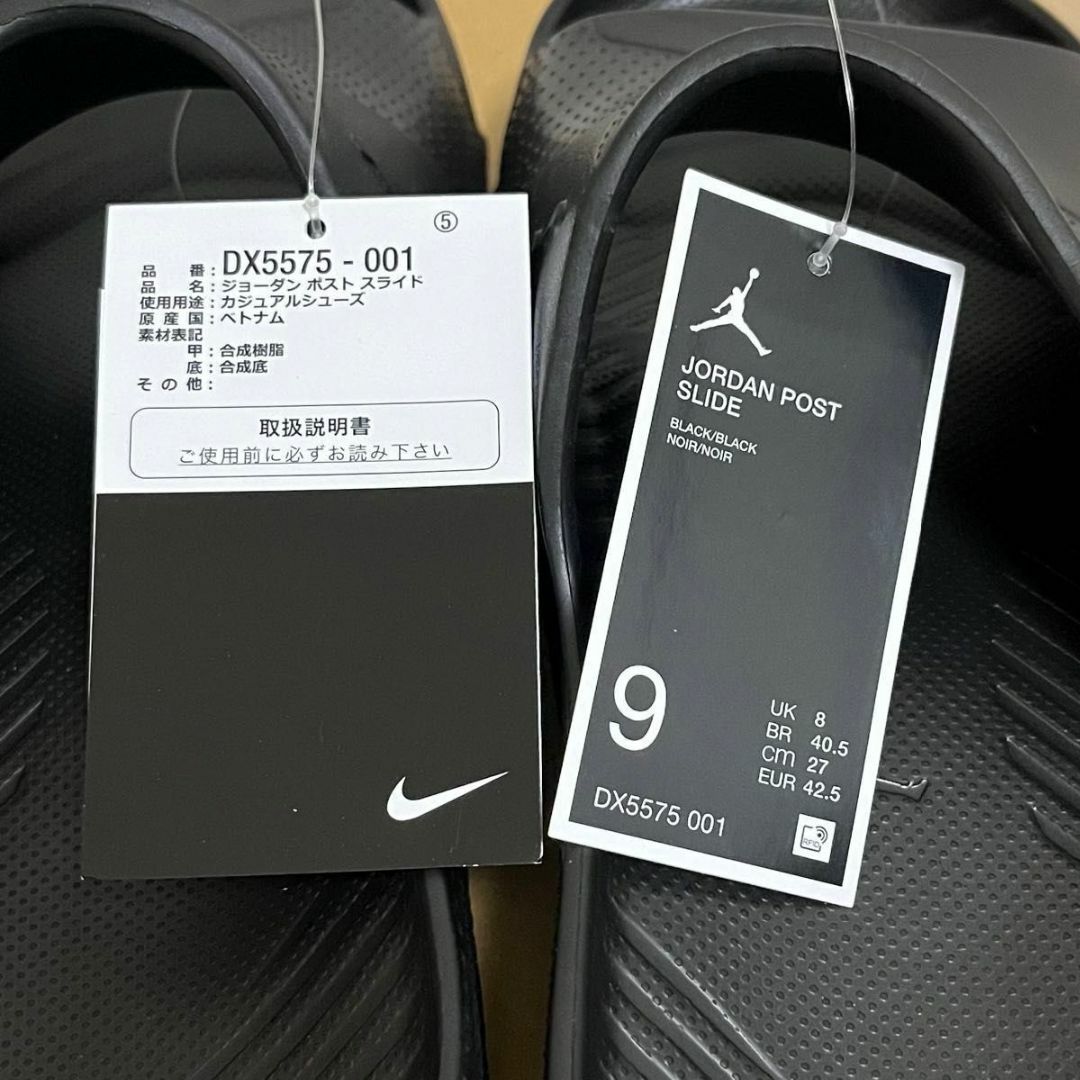 ⑤
品 番 : DX5575 - 001
品 名 : ジョーダン ポスト スライド
使用用途 : カジュアルシューズ
原 産 国 : ベトナム
素材表記
甲 : 合成樹脂
底 : 合成底
そ の 他 :
取扱説明書
ご使用前に必ずお読み下さい
JORDAN POST
SLIDE
BLACK/BLACK
NOIR/NOIR
9
UK 8
BR 40.5
cm 27
EUR 42.5
DX5575 001
RFID